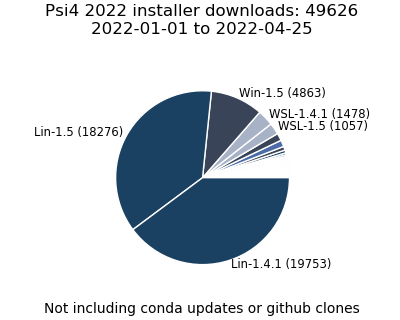 Psi4 2022 installer downloads: 49626
2022-01-01 to 2022-04-25
Win-1.5 (4863)
WSL-1.4.1 (1478)
WSL-1.5 (1057)
Lin-1.5 (18276)
Lin-1.4.1 (19753)
Not including conda updates or github clones